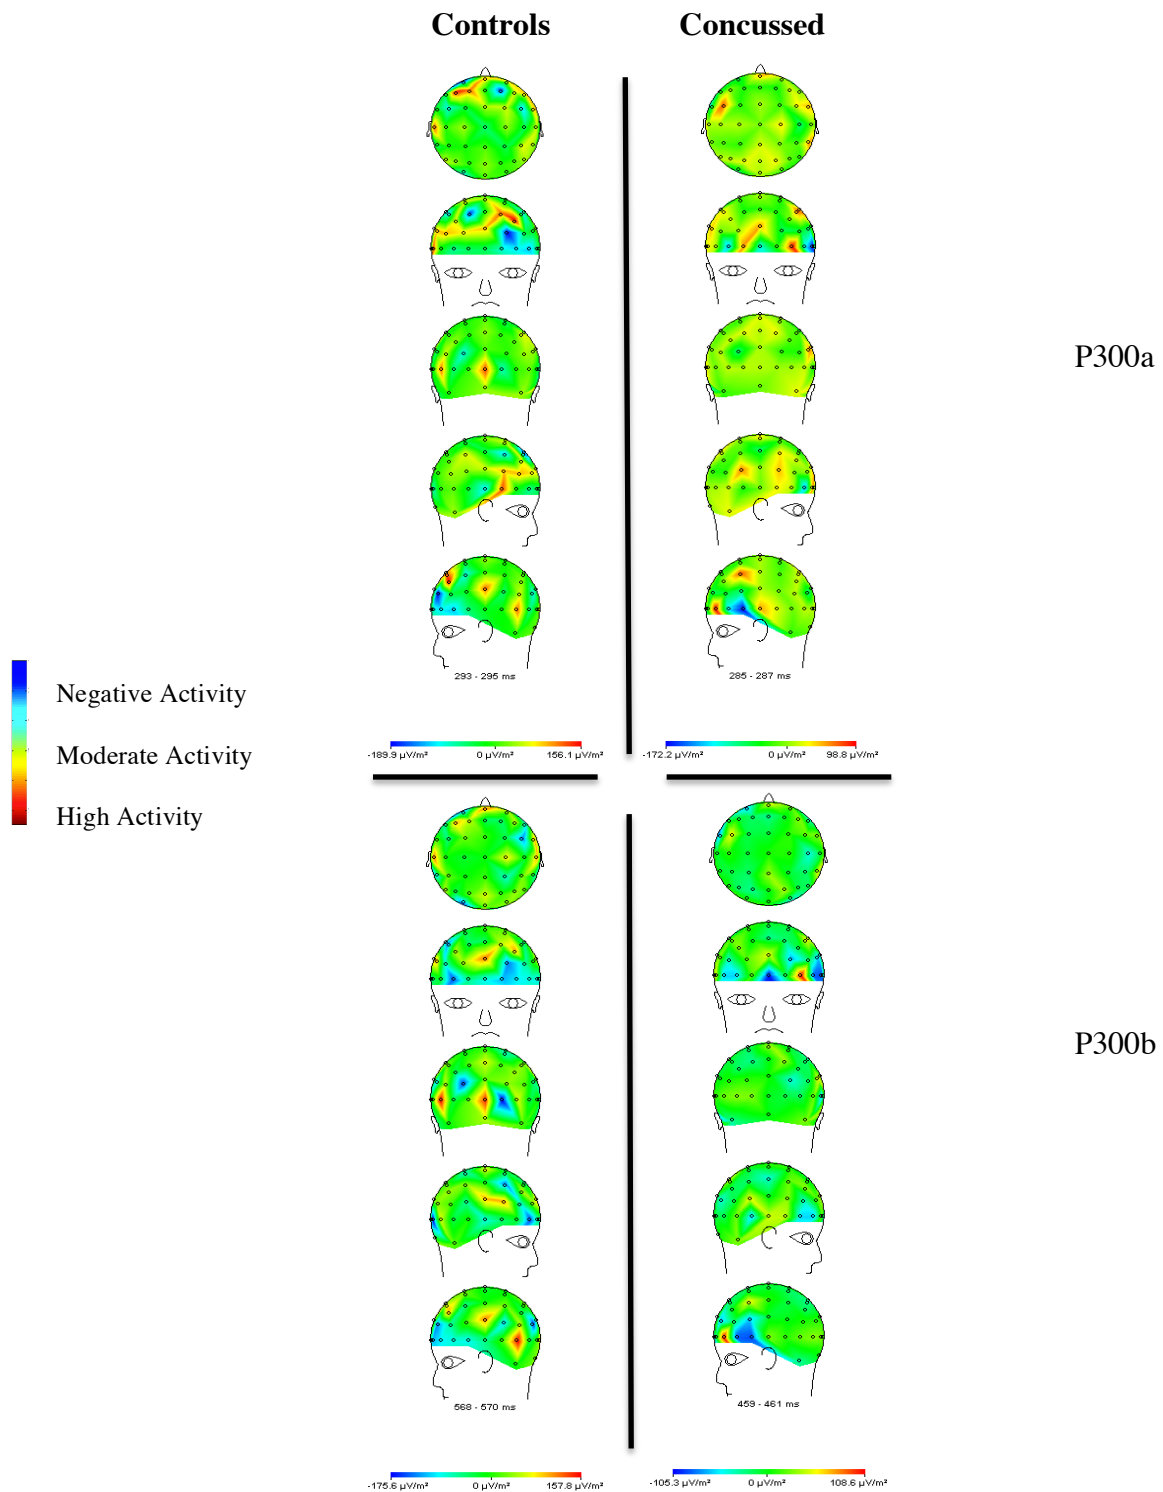 Controls Concussed
P300a
293 - 295 ms 285 - 287 ms
Negative Activity
Moderate Activity
High Activity
-189.9 µV/m² 0 µV/m² 156.1 µV/m² -172.2 µV/m² 0 µV/m² 98.8 µV/m²
P300b
568 - 570 ms 459 - 461 ms
-175.6 µV/m² 0 µV/m² 157.8 µV/m² -105.3 µV/m² 0 µV/m² 108.6 µV/m²